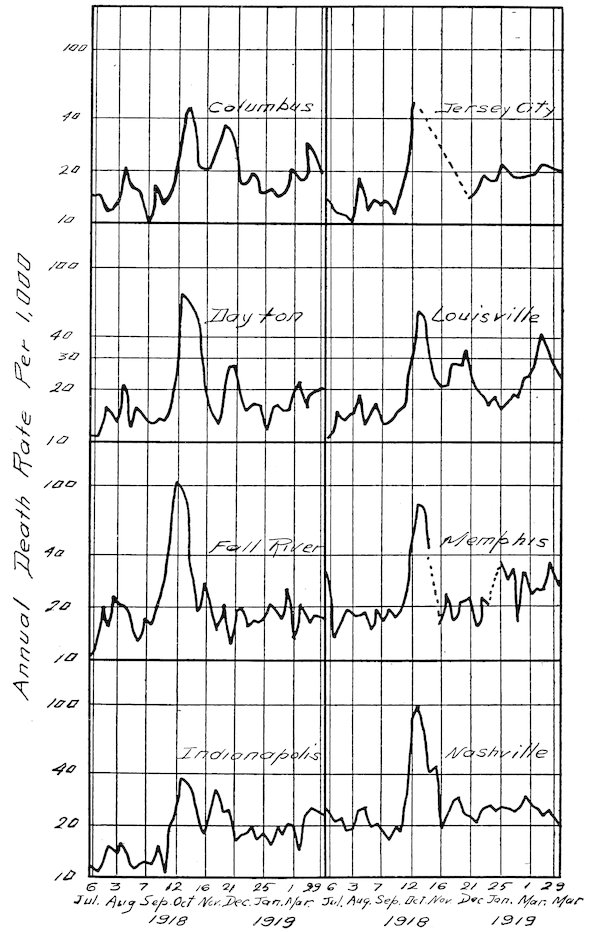 Annual Death Rate Per 1,000
100
40
20
10
Columbus
Jersey City
100
40
30
20
10
Dayton
Louisville
100
40
20
10
Fall River
Memphis
100
40
20
10
Indianapolis
Nashville
6 3 7 12 16 21 25 1 29 6 3 7 12 16 21 25 1 29
Jul. Aug Sep. Oct Nov. Dec. Jan. Mar. Jul. Aug. Sep. Oct. Nov. Dec Jan. Mar. Mar
1918 1919 1918 1919